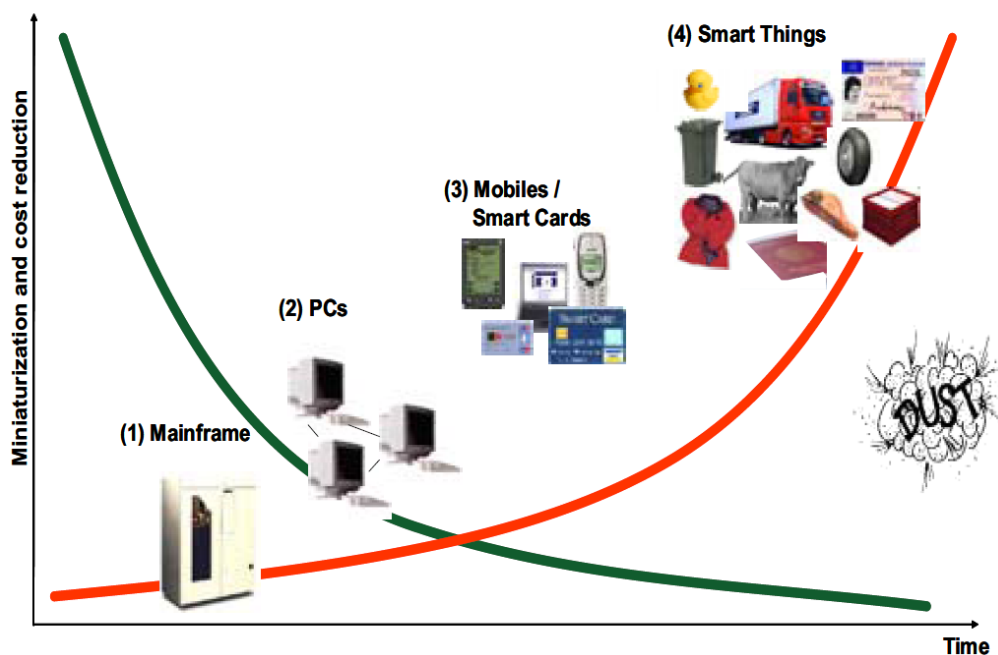 (4) Smart Things
(3) Mobiles /
Smart Cards
(2) PCs
(1) Mainframe
Miniaturization and cost reduction
DUST
Time